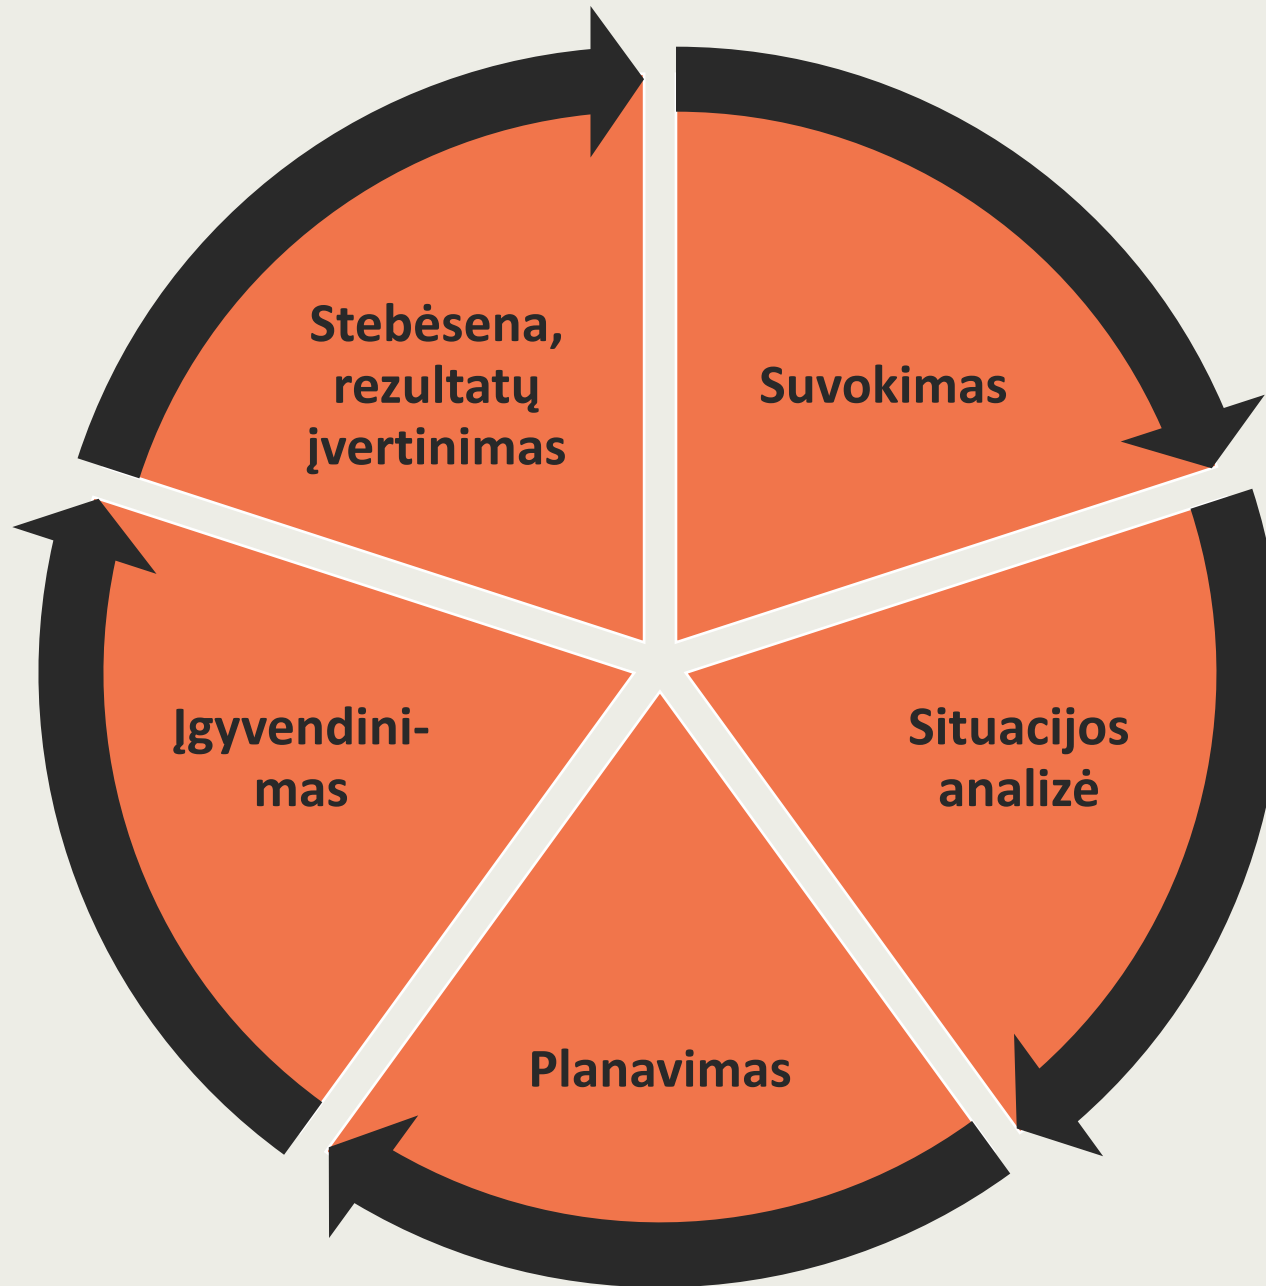 Suvokimas
Situacijos
analizė
Planavimas
Įgyvendini-
mas
Stebėsena,
rezultatų
įvertinimas